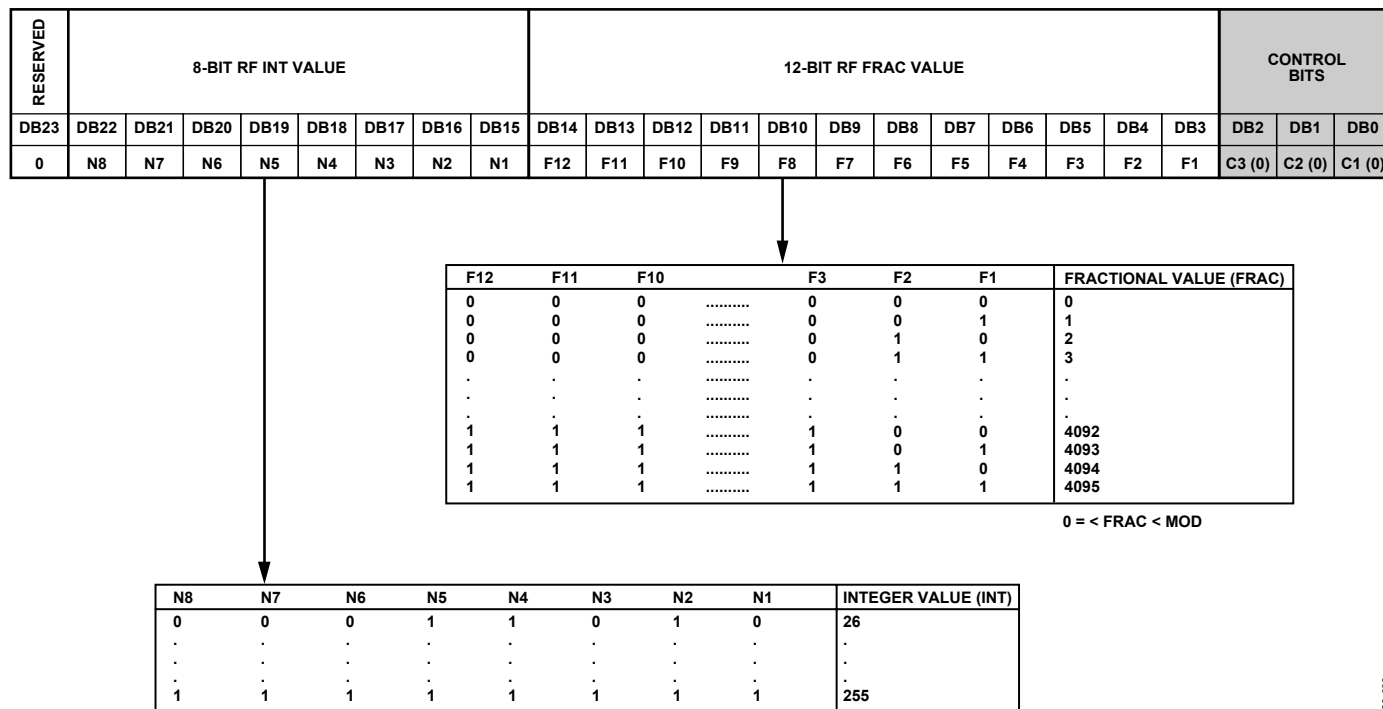 RESERVED
8-BIT RF INT VALUE
12-BIT RF FRAC VALUE
CONTROL
BITS
DB23 DB22 DB21 DB20 DB19 DB18 DB17 DB16 DB15 DB14 DB13 DB12 DB11 DB10 DB9 DB8 DB7 DB6 DB5 DB4 DB3 DB2 DB1 DB0
0 N8 N7 N6 N5 N4 N3 N2 N1 F12 F11 F10 F9 F8 F7 F6 F5 F4 F3 F2 F1 C3 (0) C2 (0) C1 (0)
F12 F11 F10 F3 F2 F1 FRACTIONAL VALUE (FRAC)
0 0 0 .......... 0 0 0 0
0 0 0 .......... 0 0 1 1
0 0 0 .......... 0 1 0 2
0 0 0 .......... 0 1 1 3
. . . .......... . . . .
. . . .......... . . . .
. . . .......... . . . .
1 1 1 .......... 1 0 0 4092
1 1 1 .......... 1 0 1 4093
1 1 1 .......... 1 1 0 4094
1 1 1 .......... 1 1 1 4095
0 = < FRAC < MOD
N8 N7 N6 N5 N4 N3 N2 N1 INTEGER VALUE (INT)
0 0 0 1 1 0 1 0 26
. . . . . . . . .
. . . . . . . . .
. . . . . . . . .
1 1 1 1 1 1 1 1 255